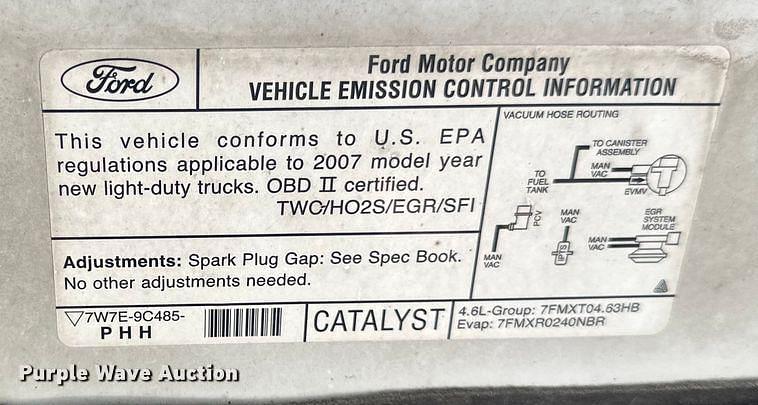 Ford
Ford Motor Company
VEHICLE EMISSION CONTROL INFORMATION
This vehicle conforms to U.S. EPA
regulations applicable to 2007 model year
new light-duty trucks. OBD II certified.
TWC/HO2S/EGR/SFI
Adjustments: Spark Plug Gap: See Spec Book.
No other adjustments needed.
VACUUM HOSE ROUTING
TO CANISTER
ASSEMBLY
MAN
VAC
TO
FUEL
TANK
EVMV
PCV
MAN
VAC
MAN
VAC
EGR
SYSTEM
MODULE
MAN
VAC
▽7W7E-9C485-
PHH
CATALYST
4.6L-Group: 7FMXT04.63HB
Evap: 7FMXR0240NBR
Purple Wave Auction